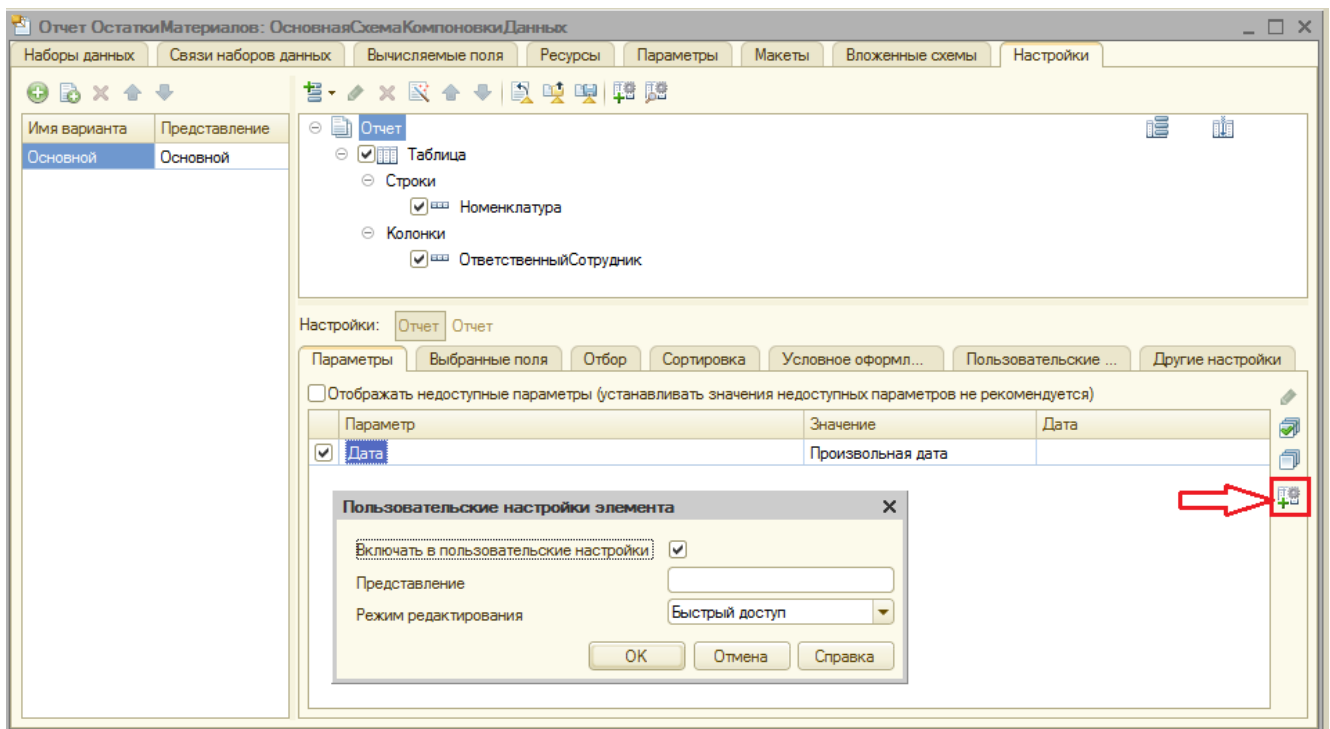 Отчет ОстаткиМатериалов: ОсновнаяСхемаКомпоновкиДанных
Наборы данных Связи наборов данных Вычисляемые поля Ресурсы Параметры Макеты Вложенные схемы Настройки
Имя варианта Представление
Основной Основной
Отчет
Таблица
Строки
Номенклатура
Колонки
ОтветственныйСотрудник
Настройки: Отчет Отчет
Параметры Выбранные поля Отбор Сортировка Условное оформл... Пользовательские ... Другие настройки
Отображать недоступные параметры (устанавливать значения недоступных параметров не рекомендуется)
Параметр Значение Дата
Дата Произвольная дата
Пользовательские настройки элемента
Включать в пользовательские настройки
Представление
Режим редактирования Быстрый доступ
ОК Отмена Справка